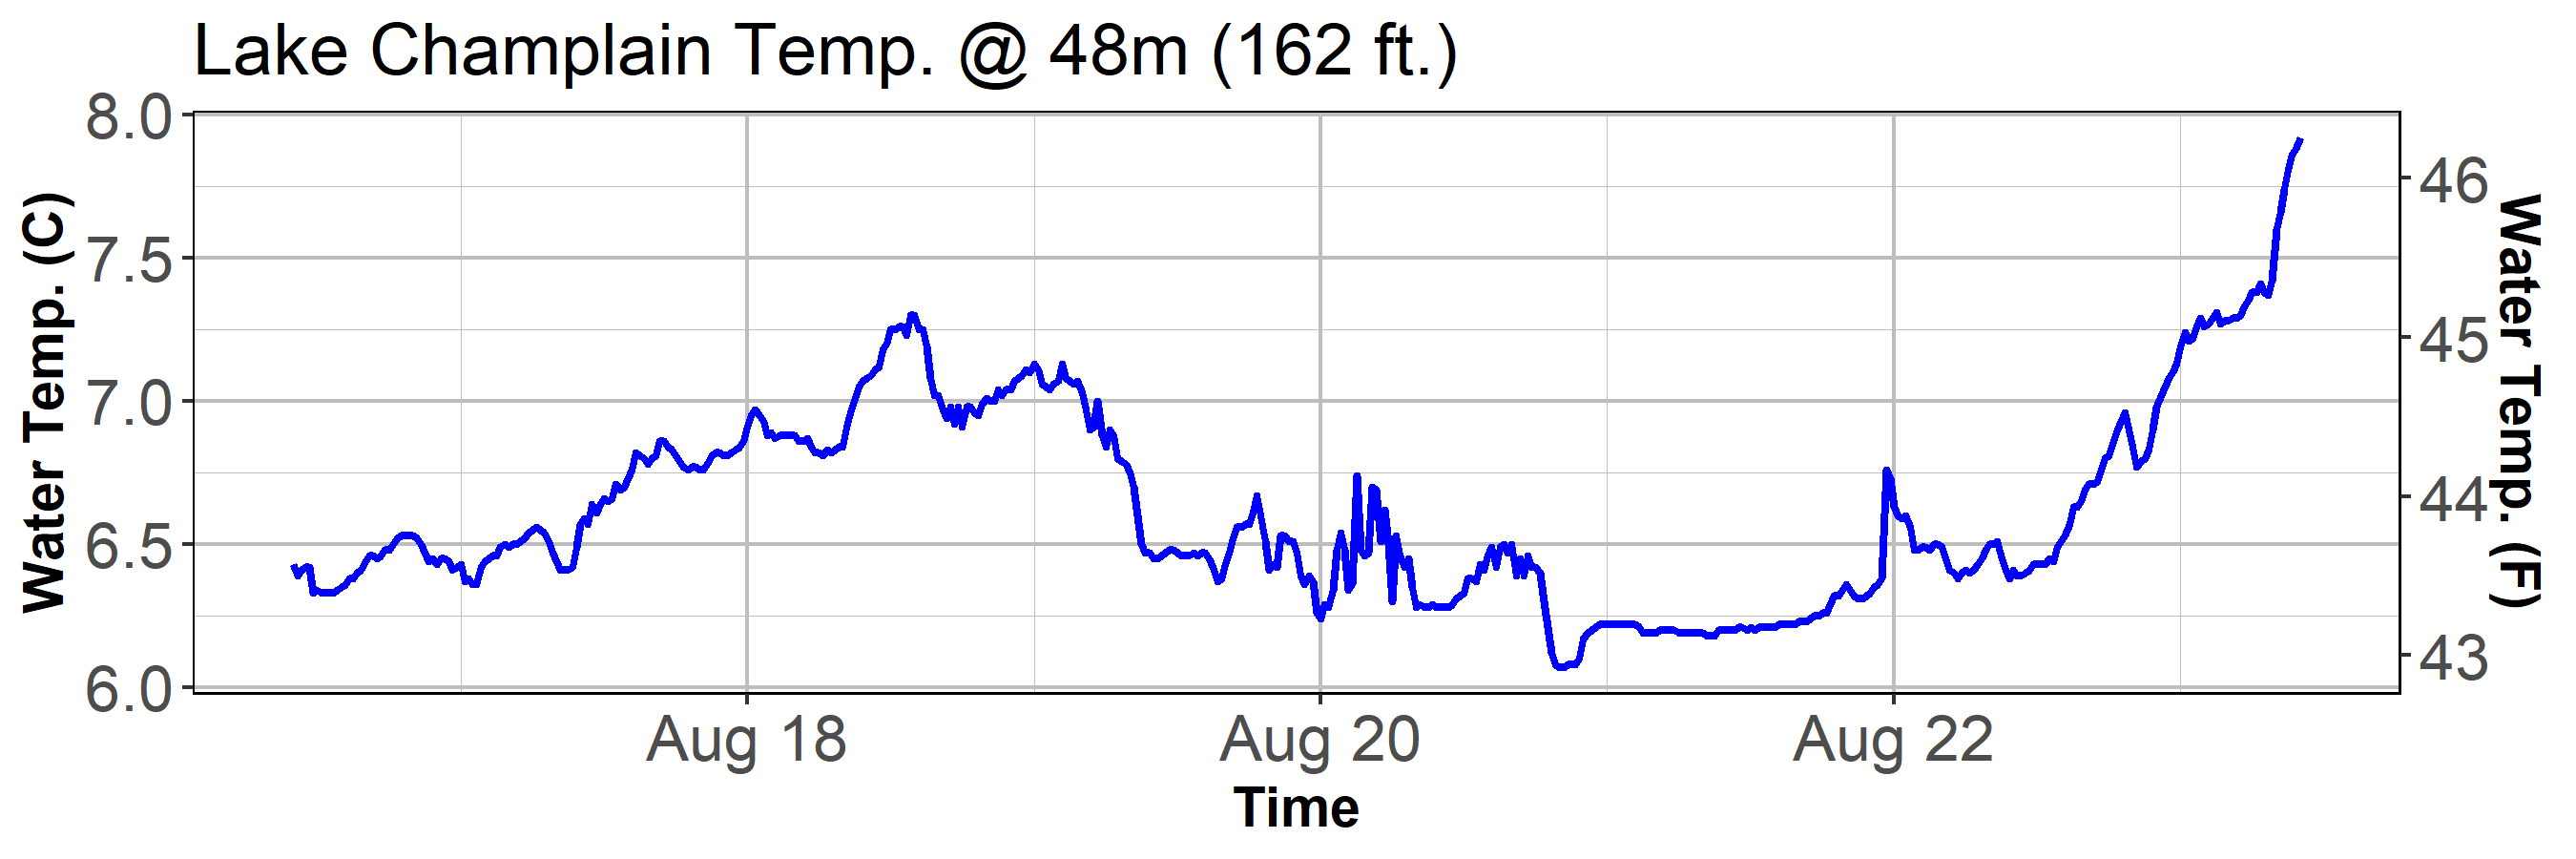 Lake Champlain Temp. @ 48m (162 ft.)
Water Temp. (C)
8.0
7.5
7.0
6.5
6.0
46
45
44
43
Water Temp. (F)
Aug 18
Aug 20
Aug 22
Time